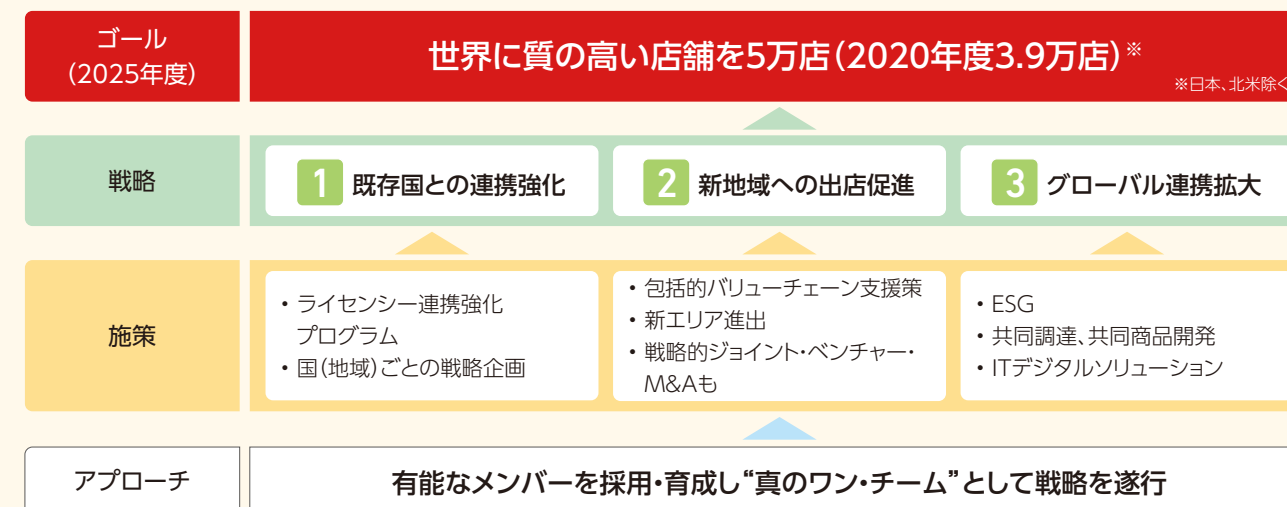 ゴール
(2025年度)
世界に質の高い店舗を5万店(2020年度3.9万店)※
※日本、北米除く
戦略
1 既存国との連携強化
2 新地域への出店促進
3 グローバル連携拡大
施策
・ライセンシー連携強化
プログラム
・国(地域)ごとの戦略企画
・包括的バリューチェーン支援策
・新エリア進出
・戦略的ジョイント・ベンチャー・
M&Aも
・ESG
・共同調達、共同商品開発
・ITデジタルソリューション
アプローチ
有能なメンバーを採用・育成し“真のワン・チーム”として戦略を遂行